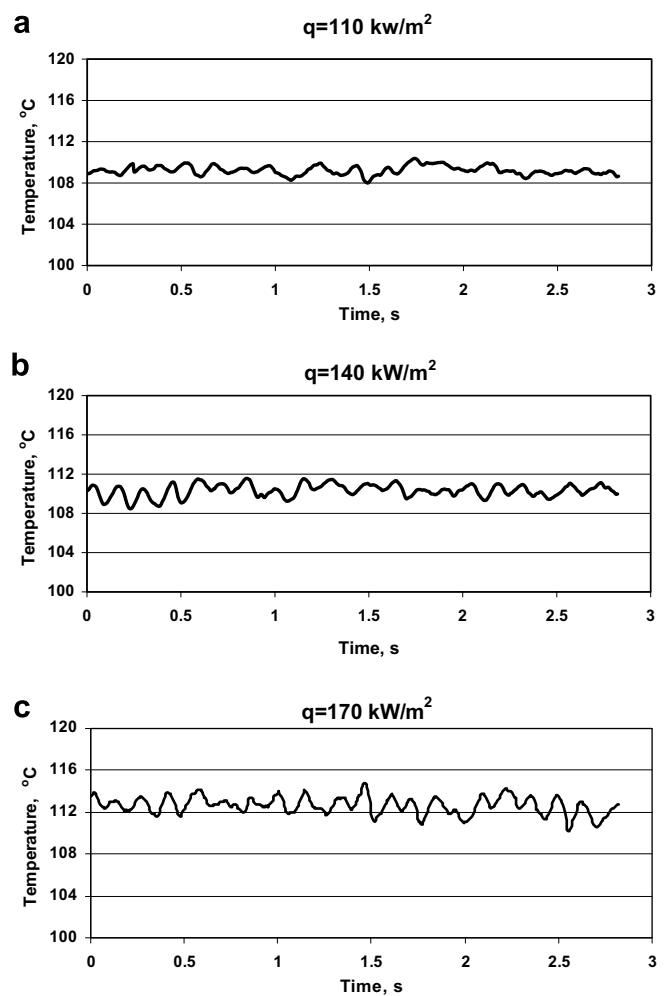 a
q=110 kw/m²
120
116
112
108
104
100
Temperature, °C
0 0.5 1 1.5 2 2.5 3
Time, s
b
q=140 kW/m²
120
116
112
108
104
100
Temperature, °C
0 0.5 1 1.5 2 2.5 3
Time, s
c
q=170 kW/m²
120
116
112
108
104
100
Temperature, °C
0 0.5 1 1.5 2 2.5 3
Time, s